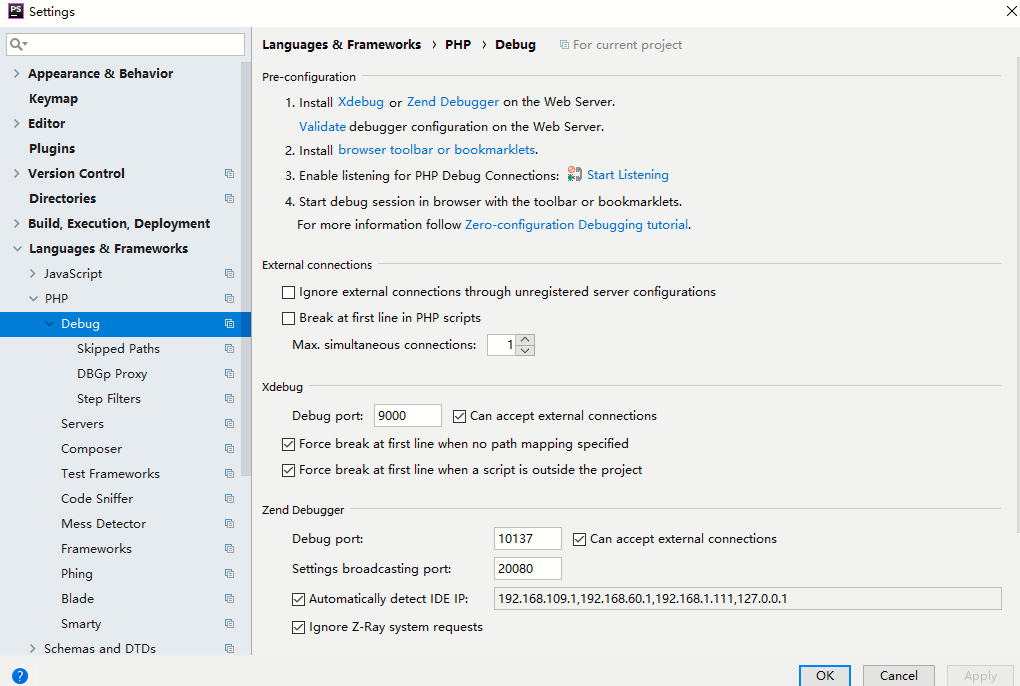 PS Settings
Appearance & Behavior
Keymap
Editor
Plugins
Version Control
Directories
Build, Execution, Deployment
Languages & Frameworks
JavaScript
PHP
Debug
Skipped Paths
DBGp Proxy
Step Filters
Servers
Composer
Test Frameworks
Code Sniffer
Mess Detector
Frameworks
Phing
Blade
Smarty
Schemas and DTDs
Languages & Frameworks › PHP › Debug For current project
Pre-configuration
1. Install Xdebug or Zend Debugger on the Web Server.
Validate debugger configuration on the Web Server.
2. Install browser toolbar or bookmarklets.
3. Enable listening for PHP Debug Connections: Start Listening
4. Start debug session in browser with the toolbar or bookmarklets.
For more information follow Zero-configuration Debugging tutorial.
External connections
Ignore external connections through unregistered server configurations
Break at first line in PHP scripts
Max. simultaneous connections: 1
Xdebug
Debug port: 9000 Can accept external connections
Force break at first line when no path mapping specified
Force break at first line when a script is outside the project
Zend Debugger
Debug port: 10137 Can accept external connections
Settings broadcasting port: 20080
Automatically detect IDE IP: 192.168.109.1,192.168.60.1,192.168.1.111,127.0.0.1
Ignore Z-Ray system requests
? OK Cancel Apply